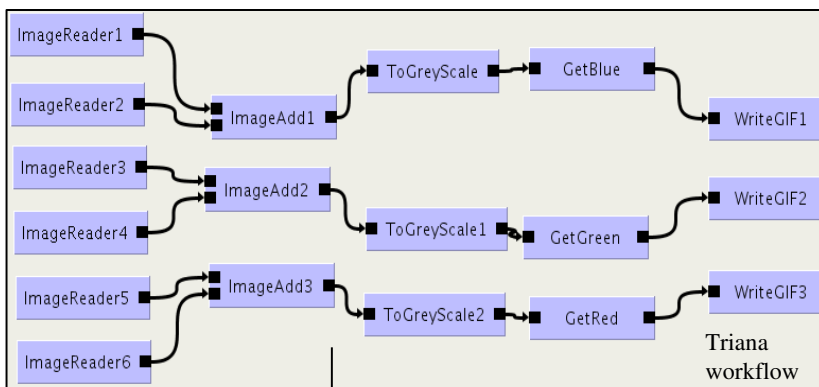 ImageReader1
ImageReader2
ImageAdd1
ToGreyScale
GetBlue
WriteGIF1
ImageReader3
ImageReader4
ImageAdd2
ToGreyScale1
GetGreen
WriteGIF2
ImageReader5
ImageReader6
ImageAdd3
ToGreyScale2
GetRed
WriteGIF3
Triana
workflow